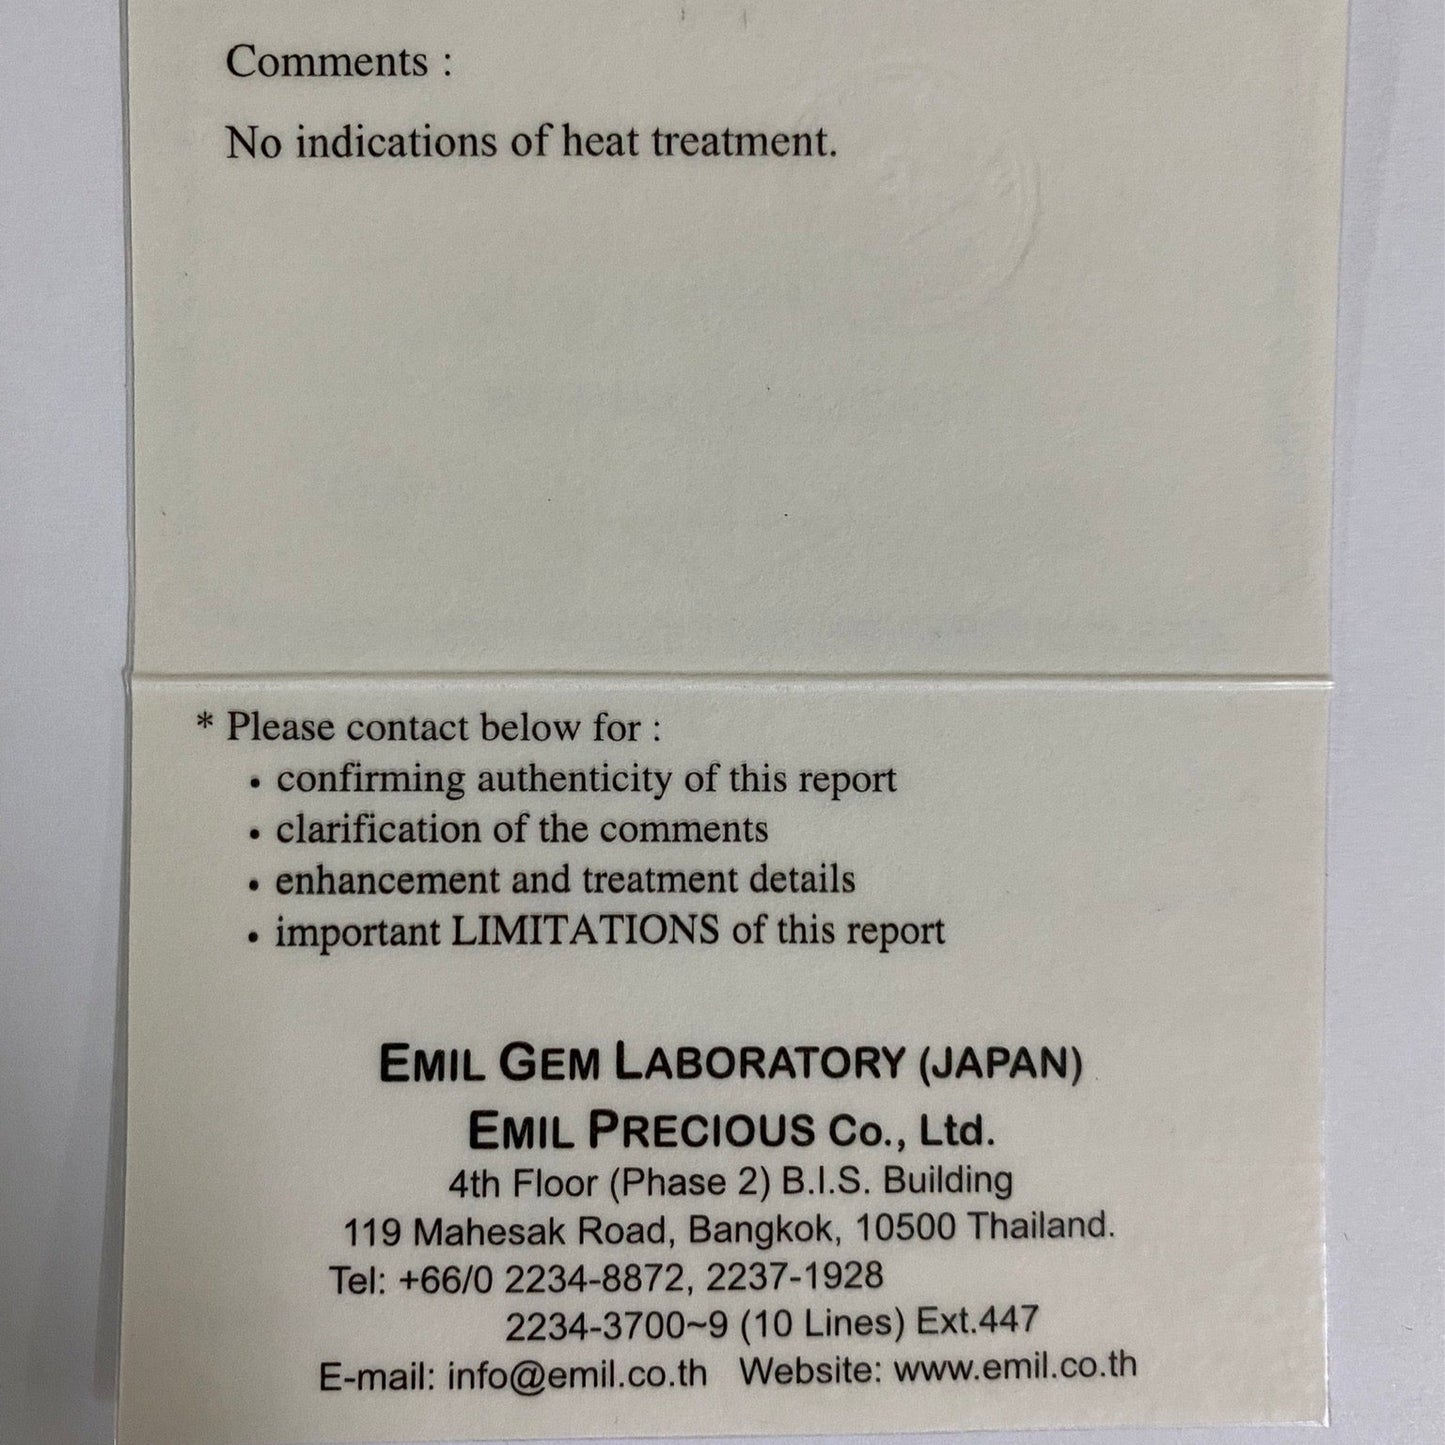 Comments :
No indications of heat treatment.
* Please contact below for :
• confirming authenticity of this report
• clarification of the comments
• enhancement and treatment details
• important LIMITATIONS of this report
EMIL GEM LABORATORY (JAPAN)
EMIL PRECIOUS Co., Ltd.
4th Floor (Phase 2) B.I.S. Building
119 Mahesak Road, Bangkok, 10500 Thailand.
Tel: +66/0 2234-8872, 2237-1928
2234-3700~9 (10 Lines) Ext.447
E-mail: info@emil.co.th Website: www.emil.co.th